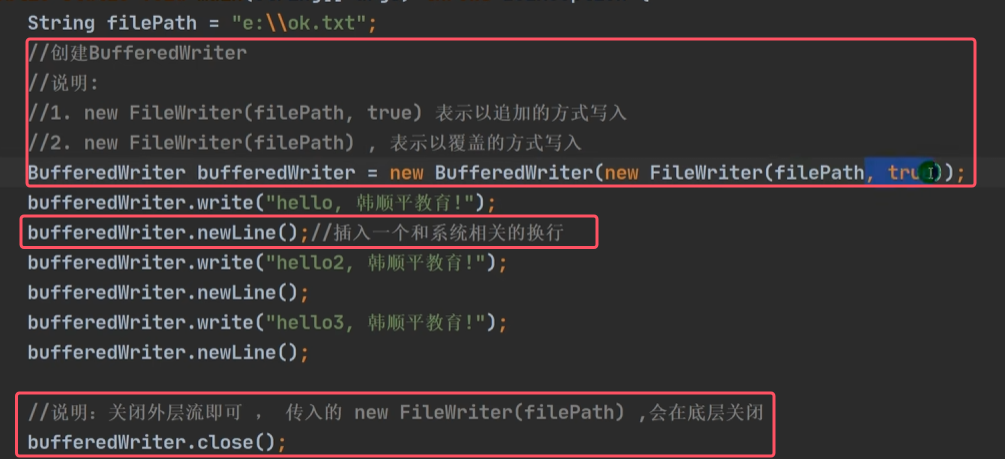 String filePath = "e:\\ok.txt";
//创建BufferedWriter
//说明:
//1. new FileWriter(filePath, true) 表示以追加的方式写入
//2. new FileWriter(filePath) , 表示以覆盖的方式写入
BufferedWriter bufferedWriter = new BufferedWriter(new FileWriter(filePath, true));
bufferedWriter.write("hello, 韩顺平教育!");
bufferedWriter.newLine();//插入一个和系统相关的换行
bufferedWriter.write("hello2, 韩顺平教育!");
bufferedWriter.newLine();
bufferedWriter.write("hello3, 韩顺平教育!");
bufferedWriter.newLine();
//说明：关闭外层流即可 ， 传入的 new FileWriter(filePath) ,会在底层关闭
bufferedWriter.close();